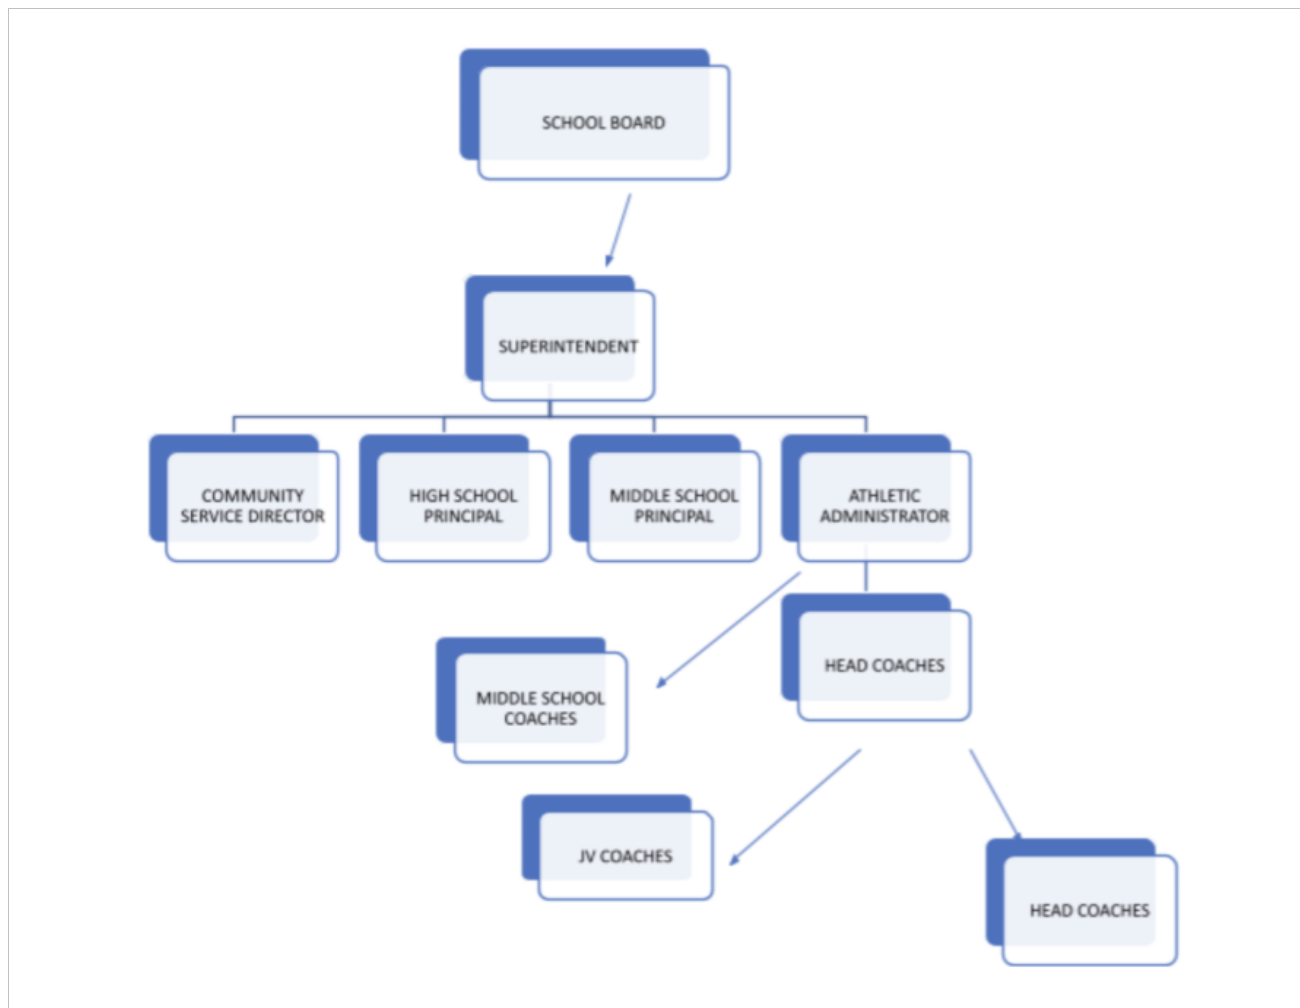 SCHOOL BOARD
SUPERINTENDENT
COMMUNITY
SERVICE DIRECTOR
HIGH SCHOOL
PRINCIPAL
MIDDLE SCHOOL
PRINCIPAL
ATHLETIC
ADMINISTRATOR
HEAD COACHES
MIDDLE SCHOOL
COACHES
JV COACHES
HEAD COACHES